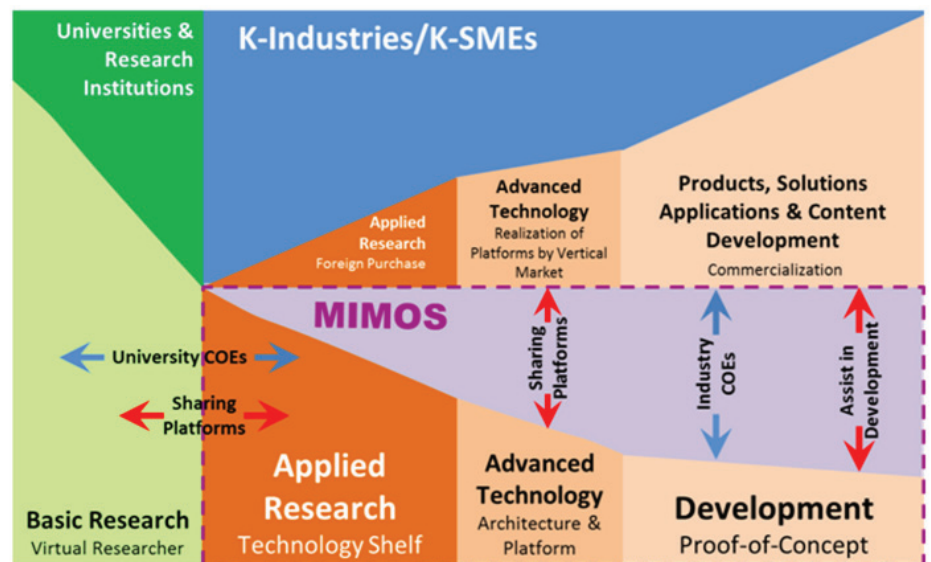 Universities &
Research
Institutions
K-Industries/K-SMEs
Applied
Research
Foreign Purchase
Advanced
Technology
Realization of
Platforms by Vertical
Market
Products, Solutions
Applications & Content
Development
Commercialization
MIMOS
University COEs
Sharing
Platforms
Sharing
Platforms
Industry
COEs
Assist in
Development
Basic Research
Virtual Researcher
Applied
Research
Technology Shelf
Advanced
Technology
Architecture &
Platform
Development
Proof-of-Concept